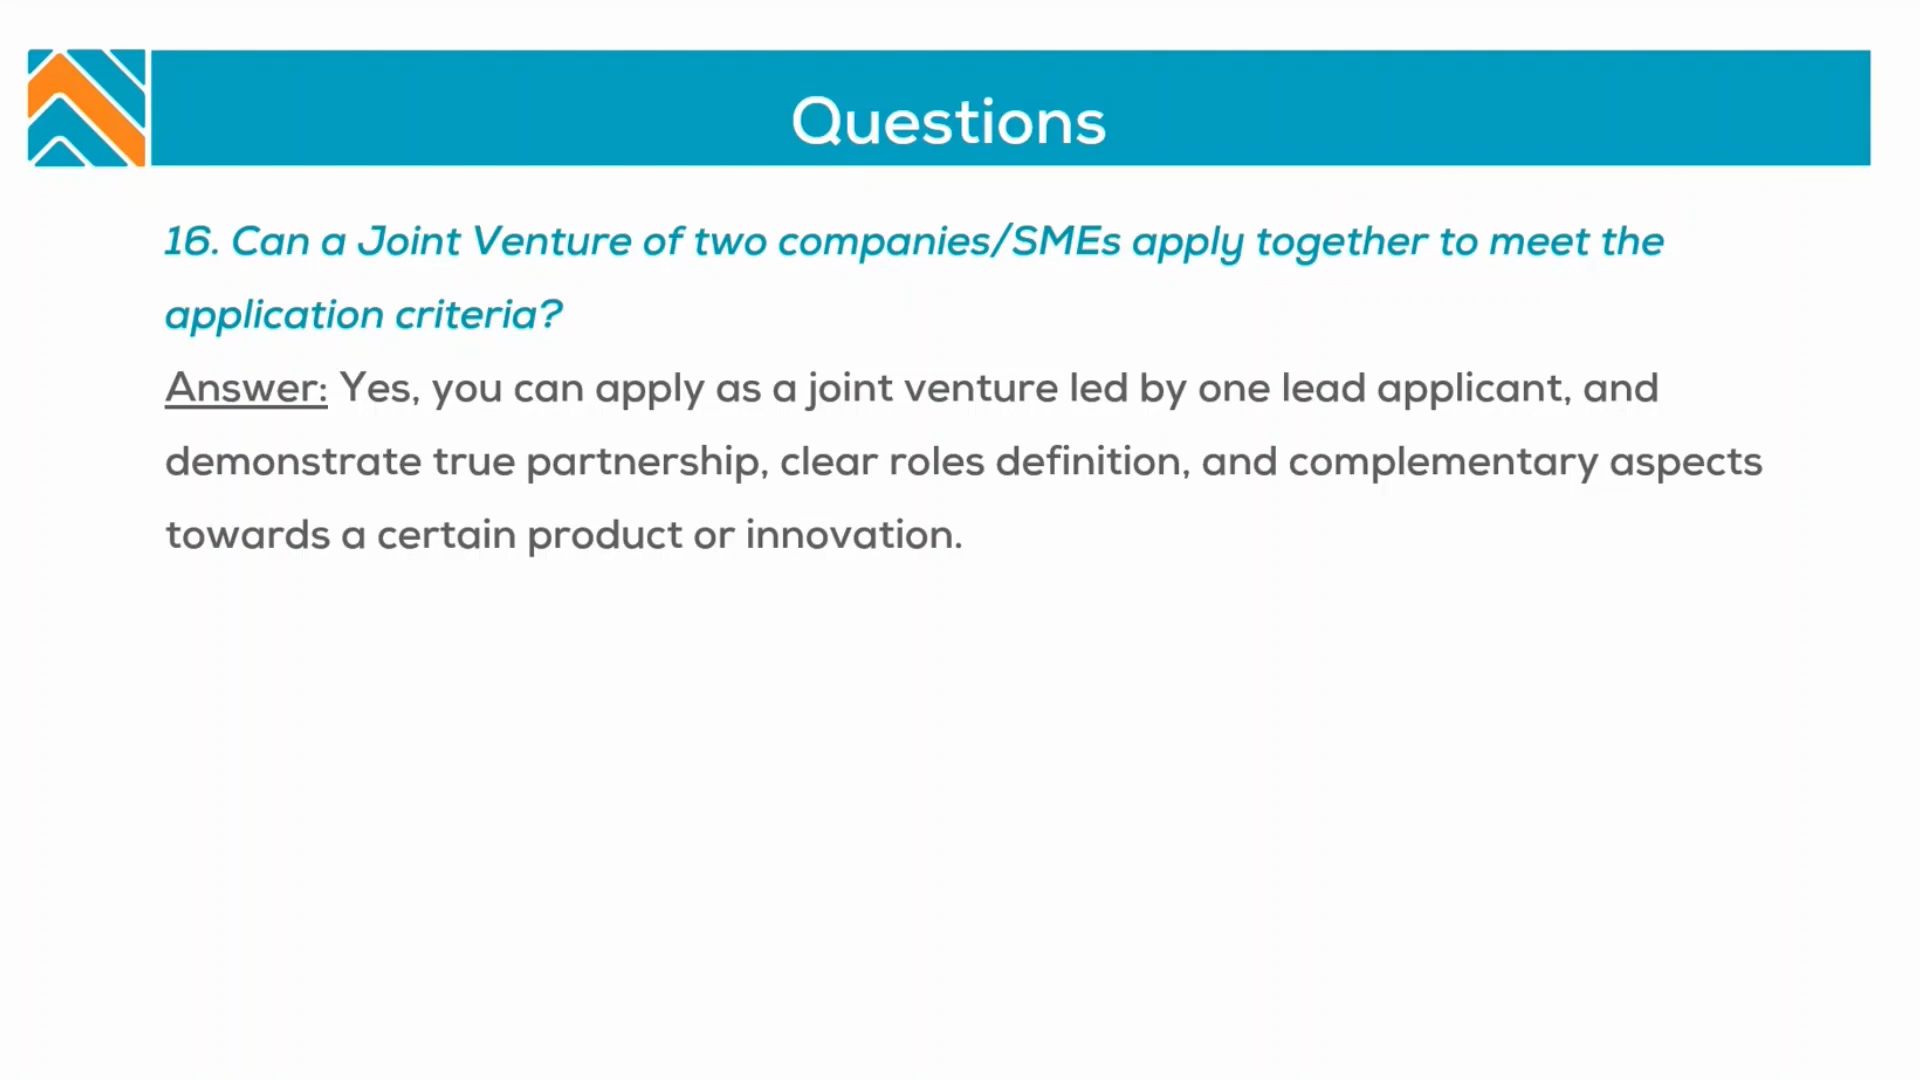 Questions
16. Can a Joint Venture of two companies/SMEs apply together to meet the
application criteria?
Answer: Yes, you can apply as a joint venture led by one lead applicant, and
demonstrate true partnership, clear roles definition, and complementary aspects
towards a certain product or innovation.